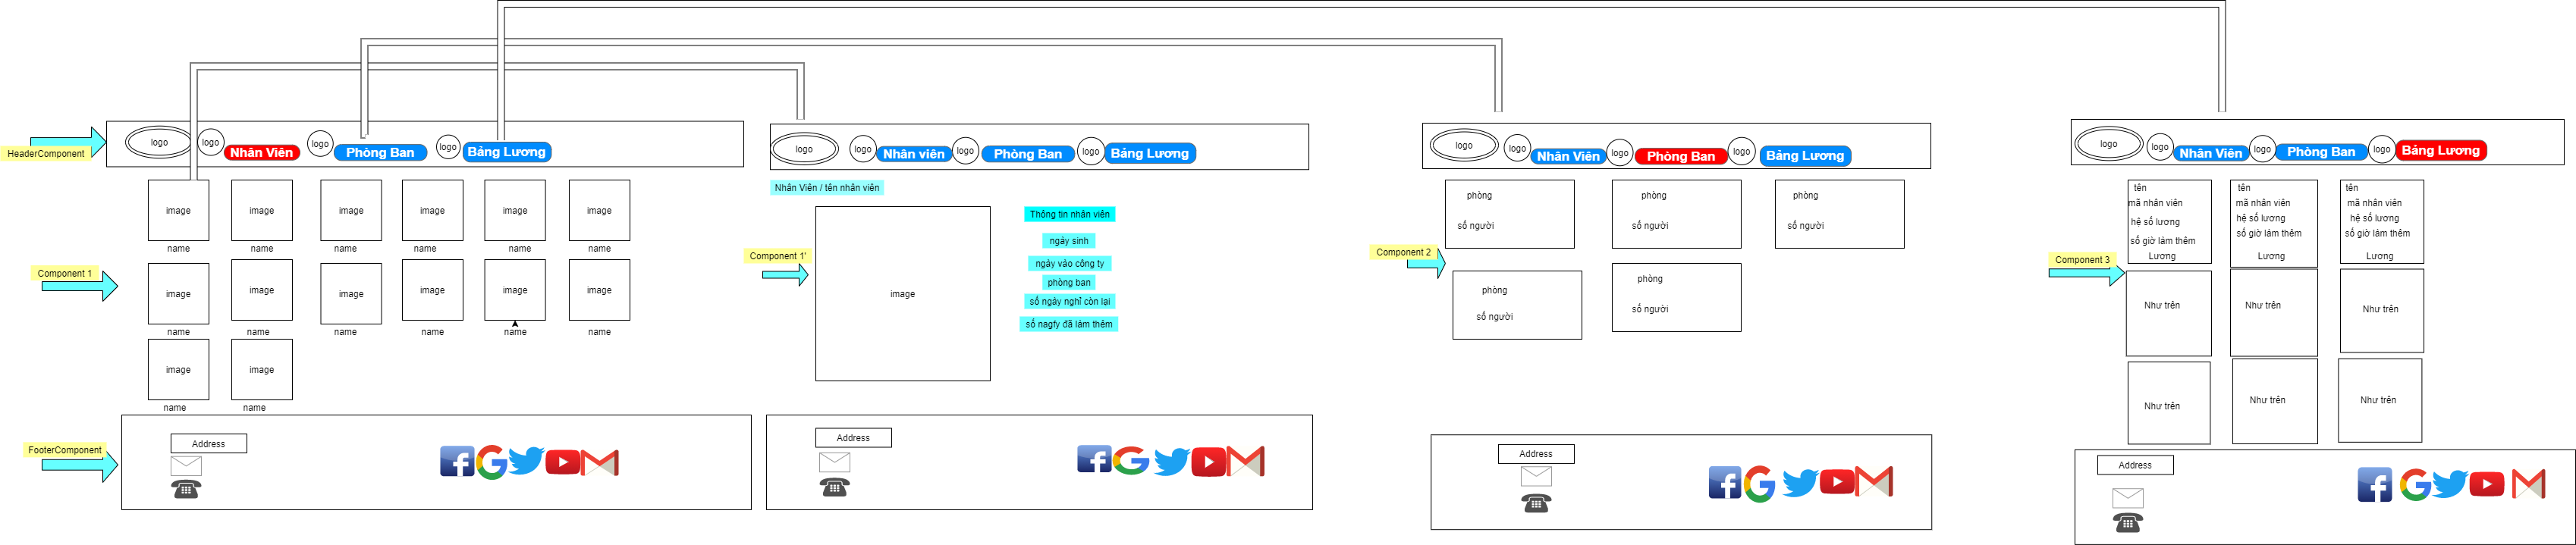 HeaderComponent
logo
logo
Nhân Viên
logo
Phòng Ban
logo
Bảng Lương
image
image
image
image
image
image
name
name
name
name
name
name
Component 1
image
image
image
image
image
image
name
name
name
name
name
name
image
image
name
name
FooterComponent
Address
logo
logo
Nhân viên
logo
Phòng Ban
logo
Bảng Lương
Nhân Viên / tên nhân viên
Component 1'
image
Thông tin nhân viên
ngày sinh
ngày vào công ty
phòng ban
số ngày nghỉ còn lại
số nagfy đã làm thêm
Address
logo
logo
Nhân Viên
logo
Phòng Ban
logo
Bảng Lương
phòng
số người
phòng
số người
phòng
số người
Component 2
phòng
số người
phòng
số người
Address
logo
logo
Nhân Viên
logo
Phòng Ban
logo
Bảng Lương
Component 3
tên
mã nhân viên
hệ số lương
số giờ làm thêm
Lương
tên
mã nhân viên
hệ số lương
số giờ làm thêm
Lương
tên
mã nhân viên
hệ số lương
số giờ làm thêm
Lương
Như trên
Như trên
Như trên
Như trên
Như trên
Như trên
Address